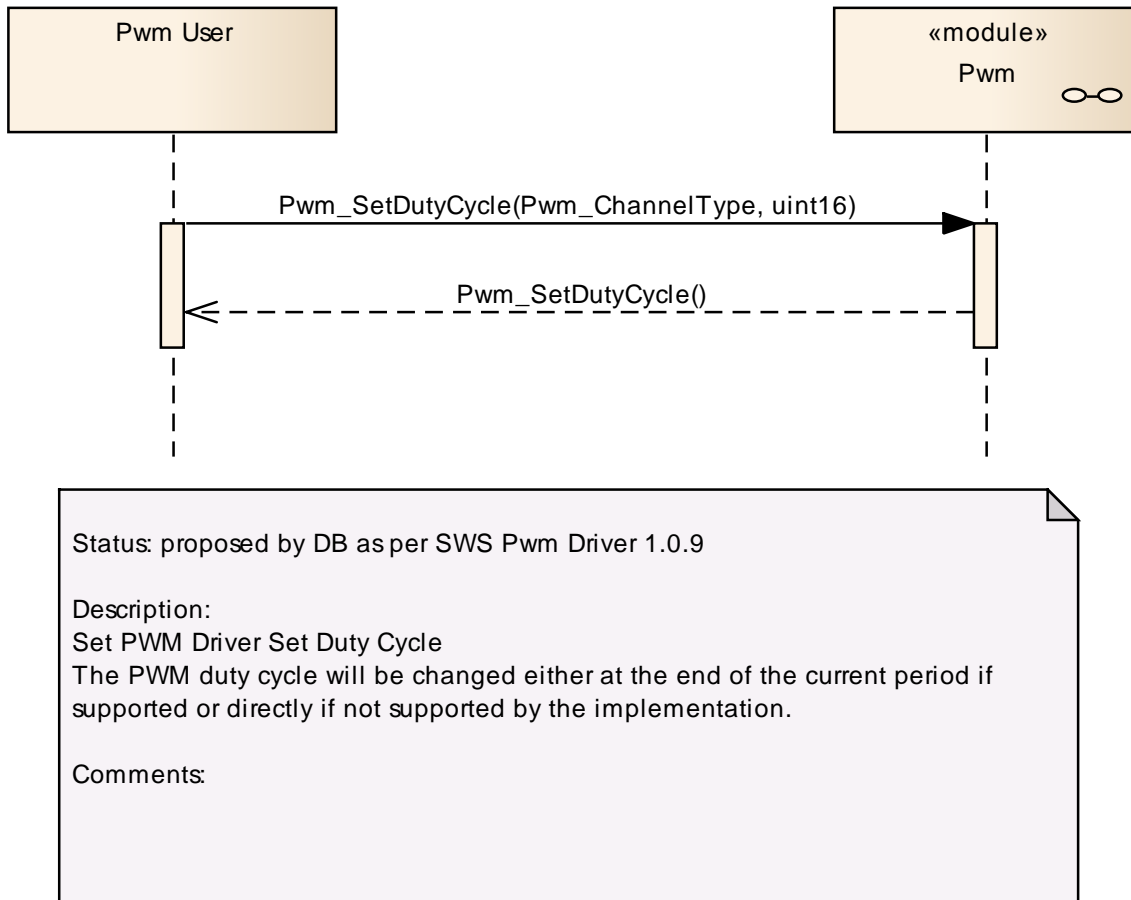 Pwm User
«module»
Pwm
Pwm_SetDutyCycle(Pwm_ChannelType, uint16)
Pwm_SetDutyCycle()
Status: proposed by DB as per SWS Pwm Driver 1.0.9
Description:
Set PWM Driver Set Duty Cycle
The PWM duty cycle will be changed either at the end of the current period if
supported or directly if not supported by the implementation.
Comments: